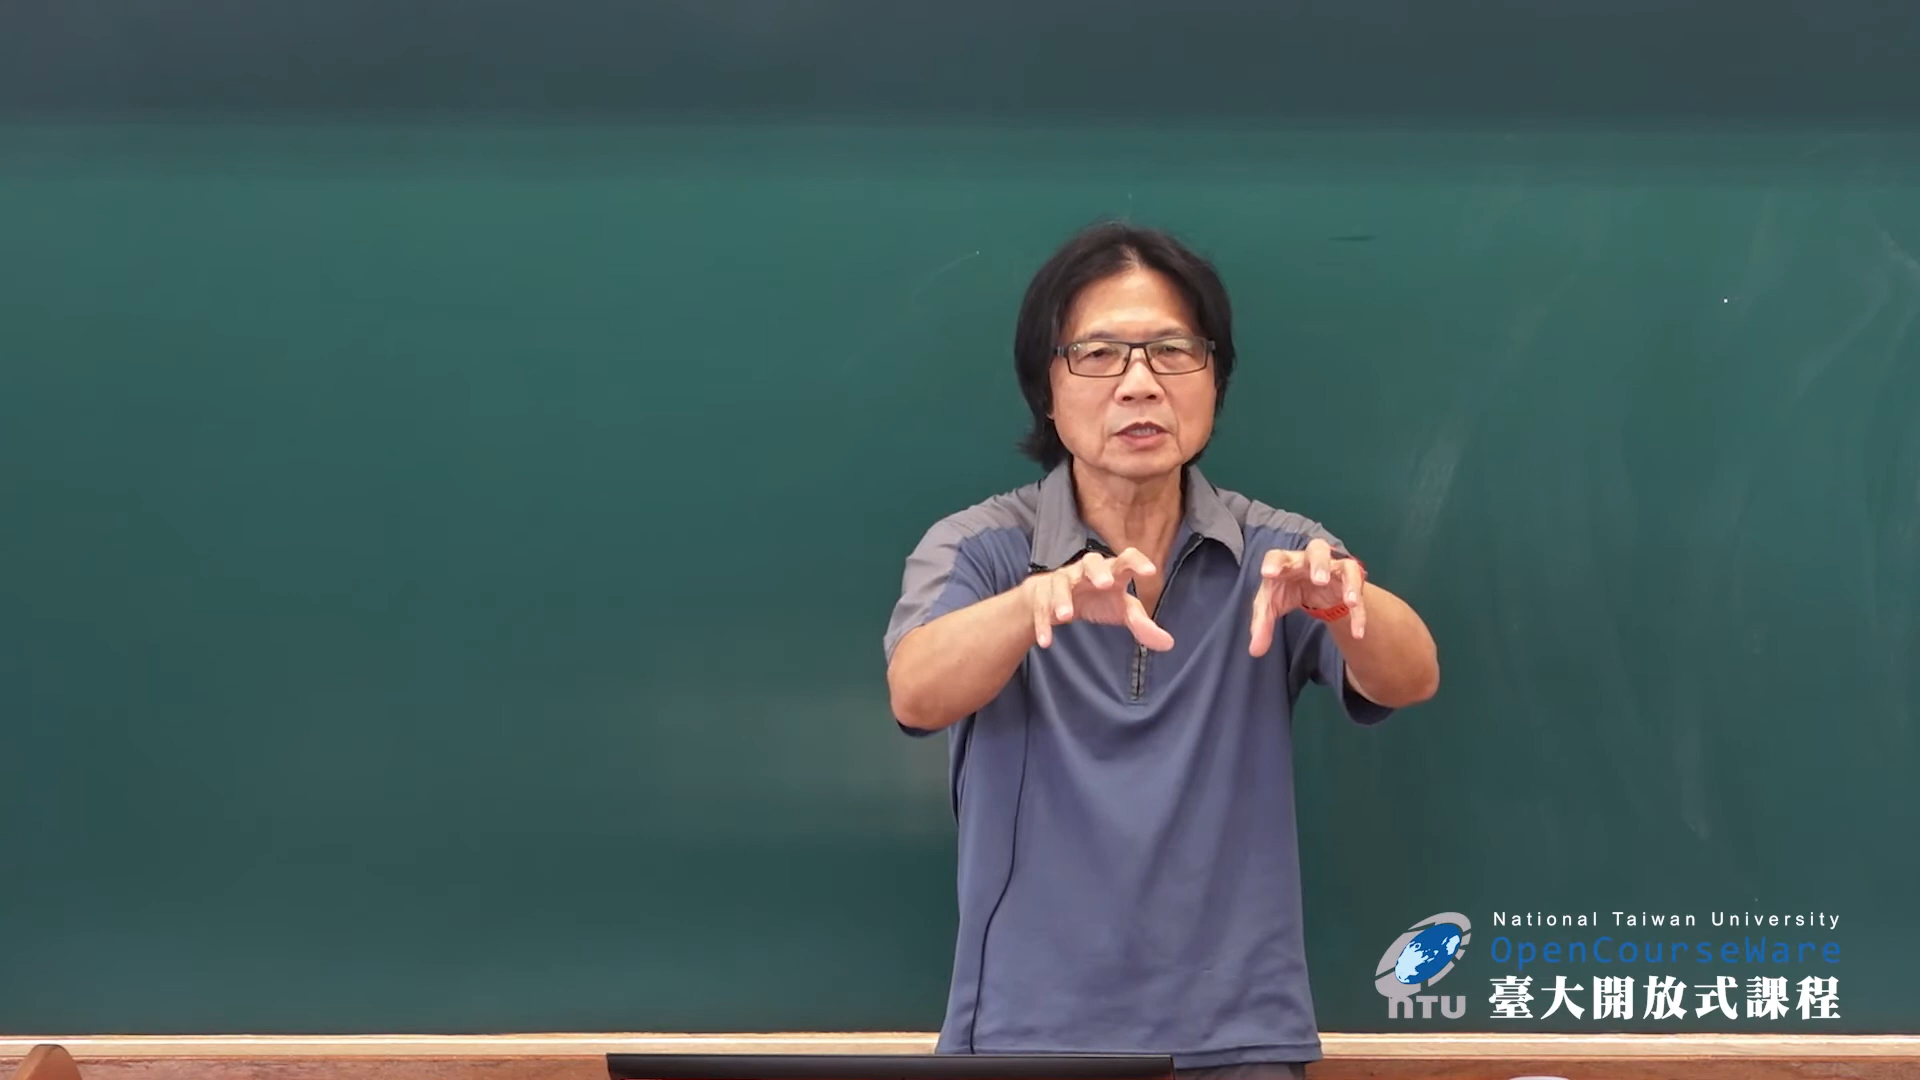 National Taiwan University
OpenCourseWare
臺大開放式課程
NTU